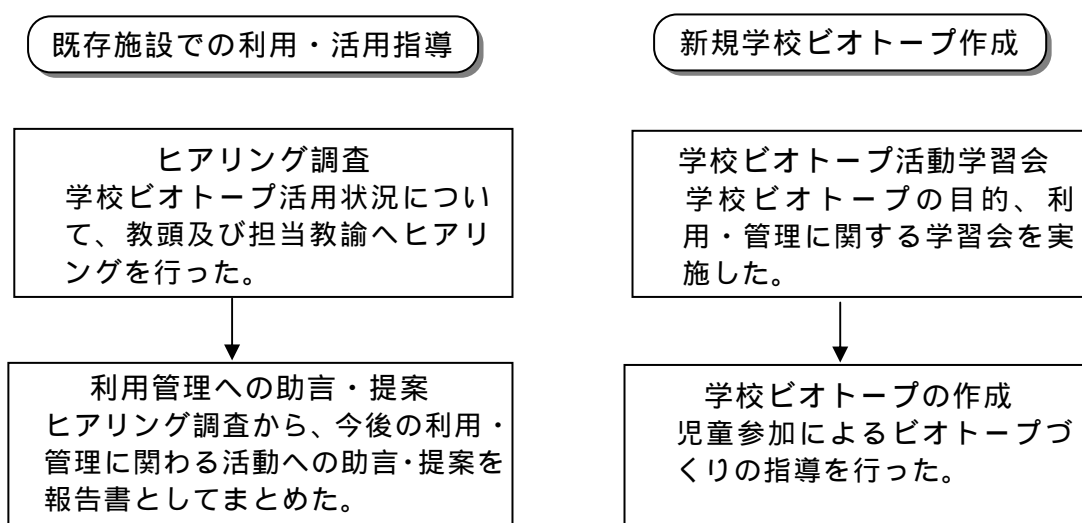 既存施設での利用・活用指導
ヒアリング調査
学校ビオトープ活用状況につい
て、教頭及び担当教諭へヒアリ
ングを行った。
利用管理への助言・提案
ヒアリング調査から、今後の利用・
管理に関わる活動への助言・提案を
報告書としてまとめた。
新規学校ビオトープ作成
学校ビオトープ活動学習会
学校ビオトープの目的、利
用・管理に関する学習会を実
施した。
学校ビオトープの作成
児童参加によるビオトープづ
くりの指導を行った。